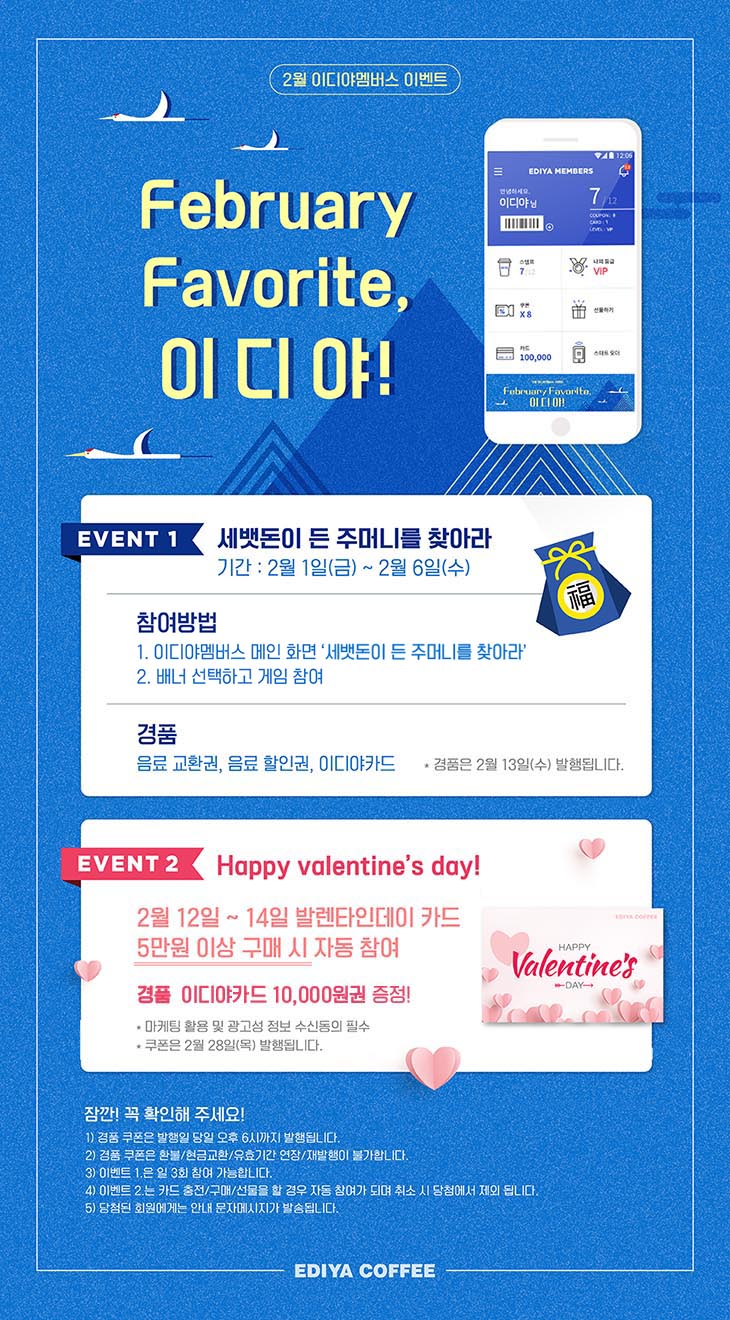 2월 이디야멤버스 이벤트
February
Favorite,
이디야!
12:06
EDIYA MEMBERS
안녕하세요.
이디야 님
7 / 12
COUPON : 8
CARD : 1
LEVEL : VIP
스탬프
7/12
나의 등급
VIP
쿠폰
X 8
선물하기
카드
100,000
스마트 오더
February Favorite,
이디야!
EVENT 1
세뱃돈이 든 주머니를 찾아라
기간 : 2월 1일(금) ~ 2월 6일(수)
福
참여방법
1. 이디야멤버스 메인 화면 ‘세뱃돈이 든 주머니를 찾아라’
2. 배너 선택하고 게임 참여
경품
음료 교환권, 음료 할인권, 이디야카드
* 경품은 2월 13일(수) 발행됩니다.
EVENT 2
Happy valentine’s day!
2월 12일 ~ 14일 발렌타인데이 카드
5만원 이상 구매 시 자동 참여
경품 이디야카드 10,000원권 증정!
* 마케팅 활용 및 광고성 정보 수신동의 필수
* 쿠폰은 2월 28일(목) 발행됩니다.
EDIYA COFFEE
HAPPY
Valentine's
DAY
잠깐! 꼭 확인해 주세요!
1) 경품 쿠폰은 발행일 당일 오후 6시까지 발행됩니다.
2) 경품 쿠폰은 환불/현금교환/유효기간 연장/재발행이 불가합니다.
3) 이벤트 1.은 일 3회 참여 가능합니다.
4) 이벤트 2.는 카드 충전/구매/선물을 할 경우 자동 참여가 되며 취소 시 당첨에서 제외 됩니다.
5) 당첨된 회원에게는 안내 문자메시지가 발송됩니다.
EDIYA COFFEE